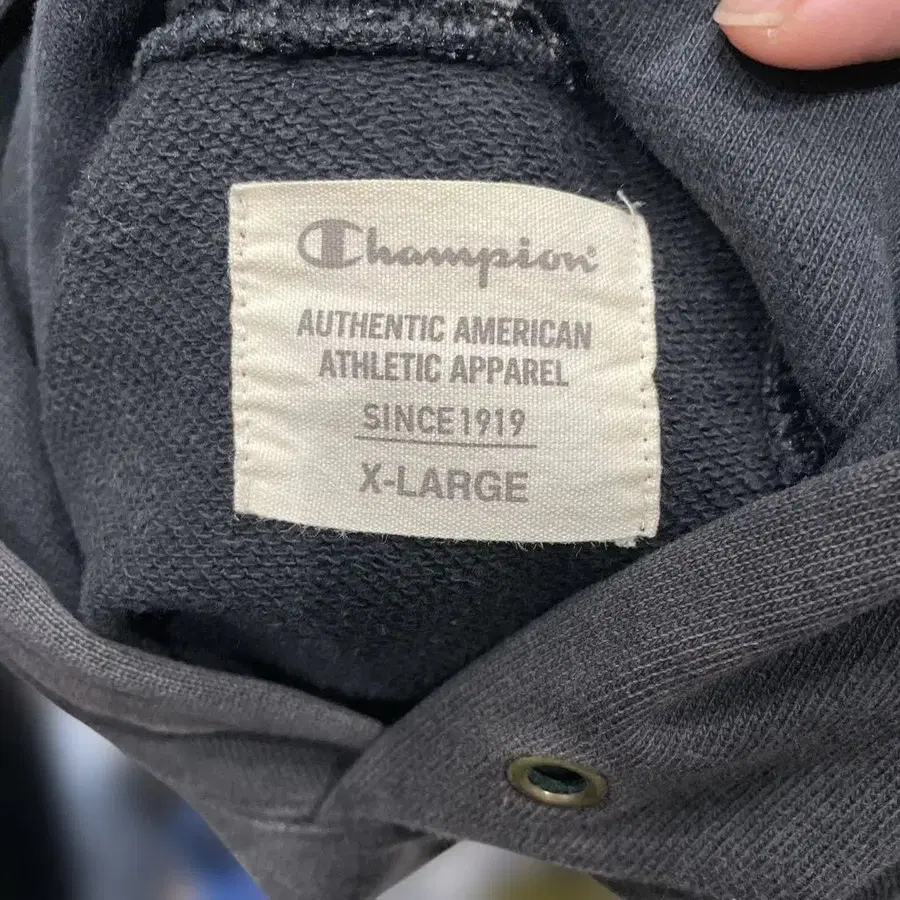 Champion®
AUTHENTIC AMERICAN
ATHLETIC APPAREL
SINCE 1919
X-LARGE